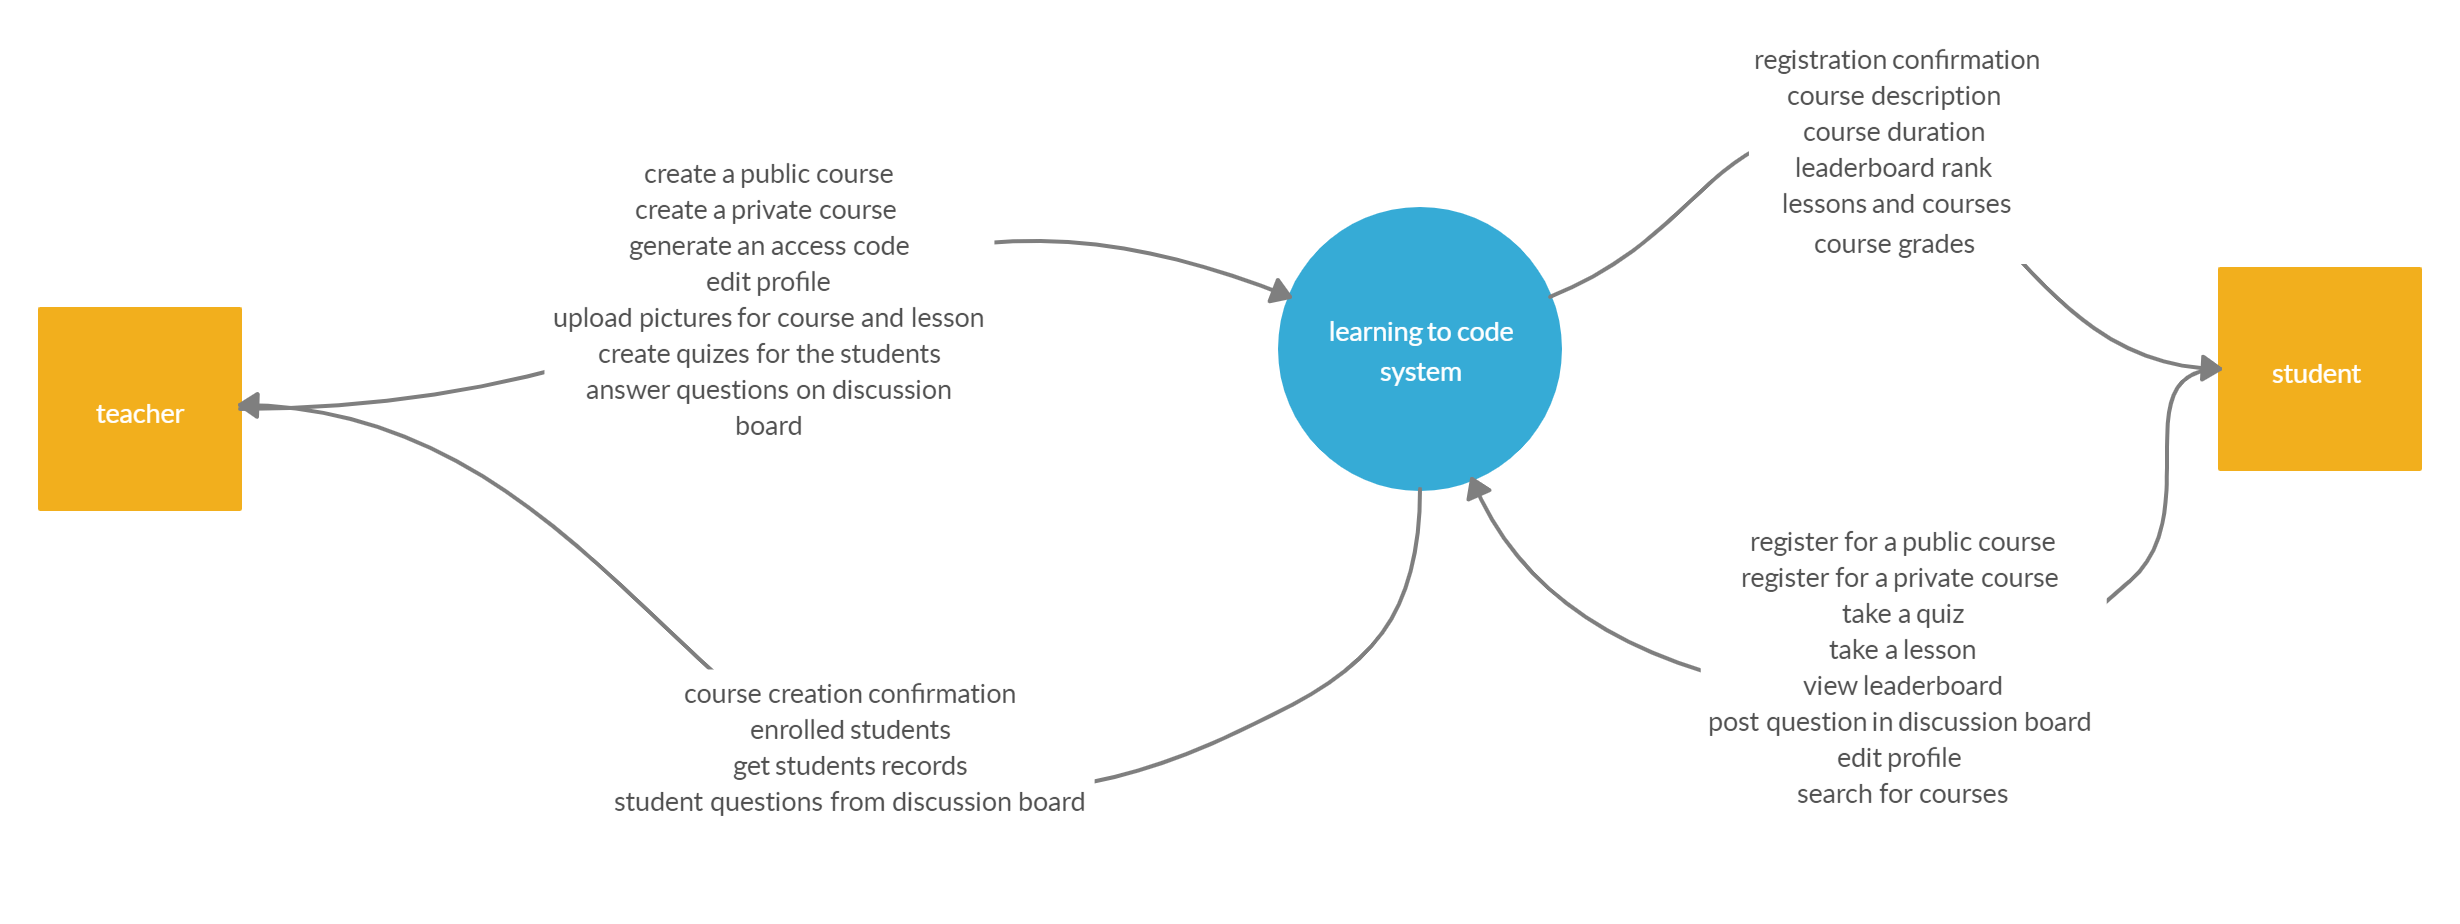 teacher
create a public course
create a private course
generate an access code
edit profile
upload pictures for course and lesson
create quizes for the students
answer questions on discussion
board
course creation confirmation
enrolled students
get students records
student questions from discussion board
learning to code
system
registration confirmation
course description
course duration
leaderboard rank
lessons and courses
course grades
register for a public course
register for a private course
take a quiz
take a lesson
view leaderboard
post question in discussion board
edit profile
search for courses
student